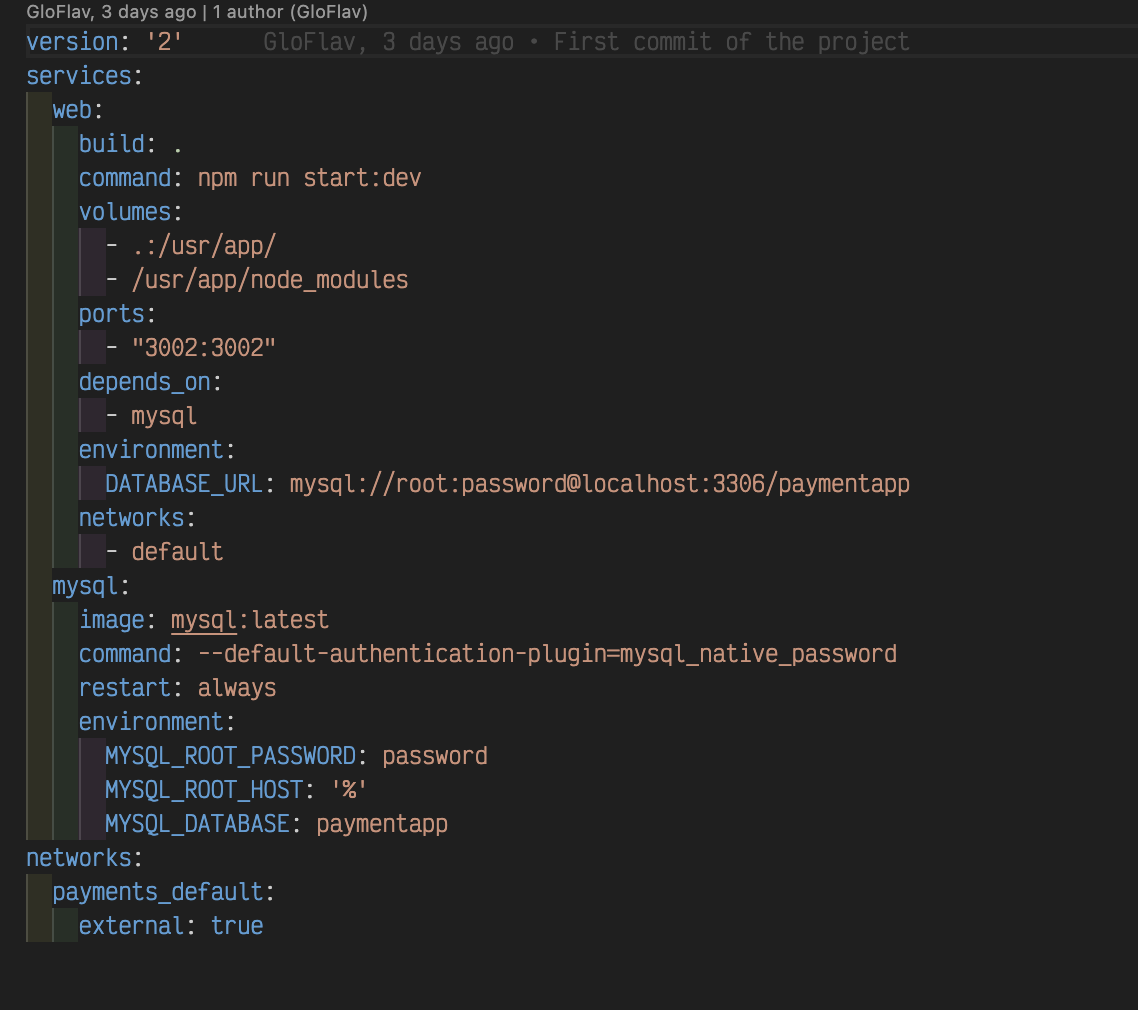 GloFlav, 3 days ago | 1 author (GloFlav)
version: '2' GloFlav, 3 days ago • First commit of the project
services:
  web:
    build: .
    command: npm run start:dev
    volumes:
      - .:/usr/app/
      - /usr/app/node_modules
    ports:
      - "3002:3002"
    depends_on:
      - mysql
    environment:
      DATABASE_URL: mysql://root:password@localhost:3306/paymentapp
    networks:
      - default
  mysql:
    image: mysql:latest
    command: --default-authentication-plugin=mysql_native_password
    restart: always
    environment:
      MYSQL_ROOT_PASSWORD: password
      MYSQL_ROOT_HOST: '%'
      MYSQL_DATABASE: paymentapp
networks:
  payments_default:
    external: true